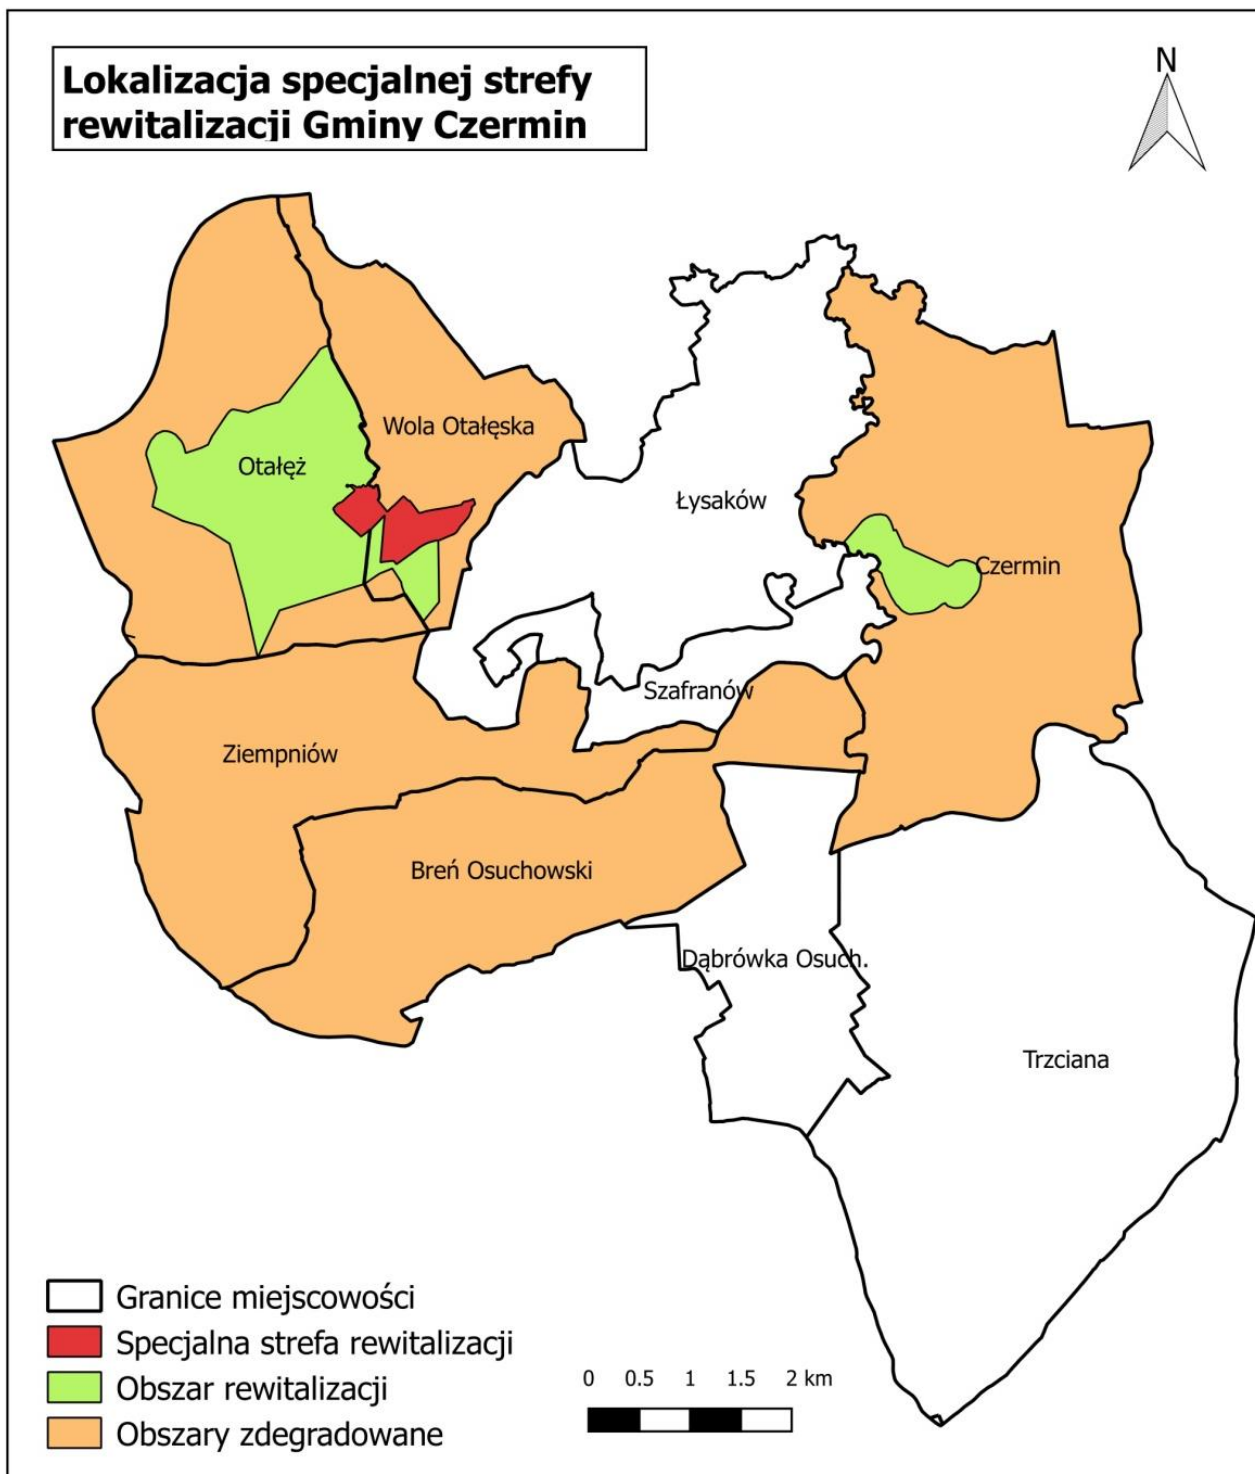 Lokalizacja specjalnej strefy
rewitalizacji Gminy Czermin
N
Wola Otałęska
Otałęż
Łysaków
Czermin
Szafranów
Ziempniów
Breń Osuchowski
Dąbrówka Osuch.
Trzciana
Granice miejscowości
Specjalna strefa rewitalizacji
Obszar rewitalizacji
Obszary zdegradowane
0 0.5 1 1.5 2 km